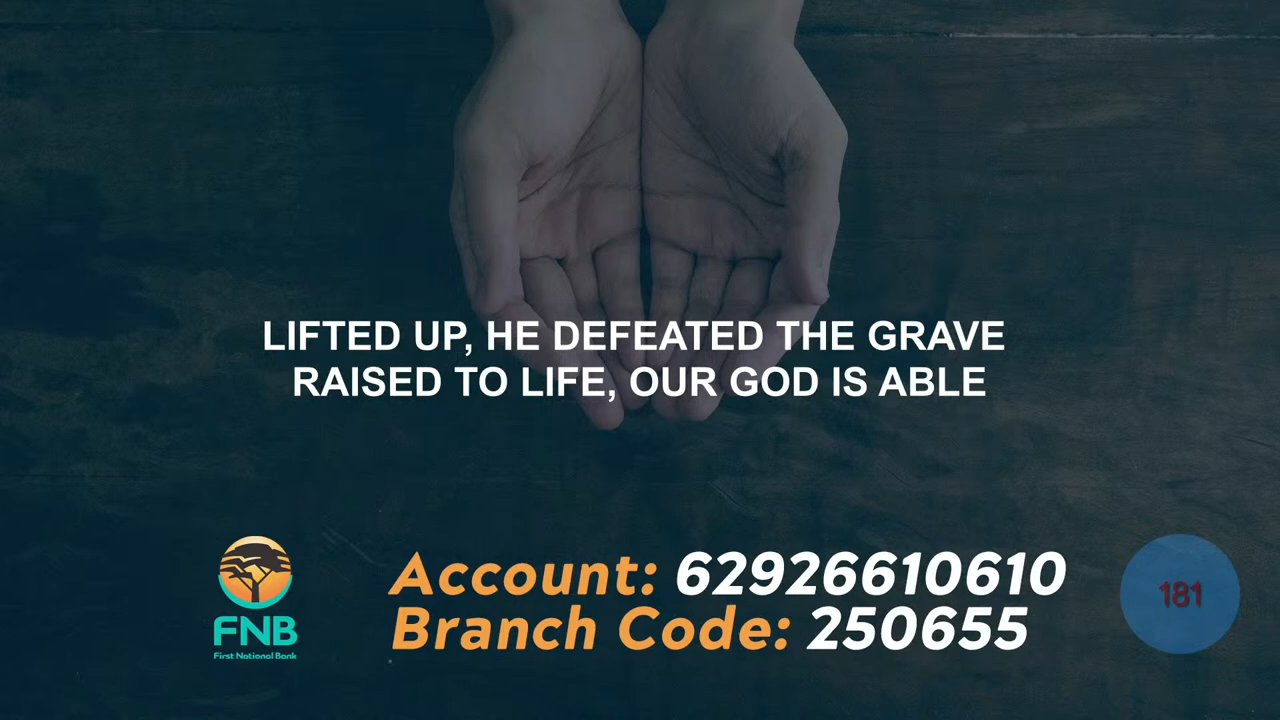 LIFTED UP, HE DEFEATED THE GRAVE
RAISED TO LIFE, OUR GOD IS ABLE
FNB
First National Bank
Account: 62926610610
Branch Code: 250655
181